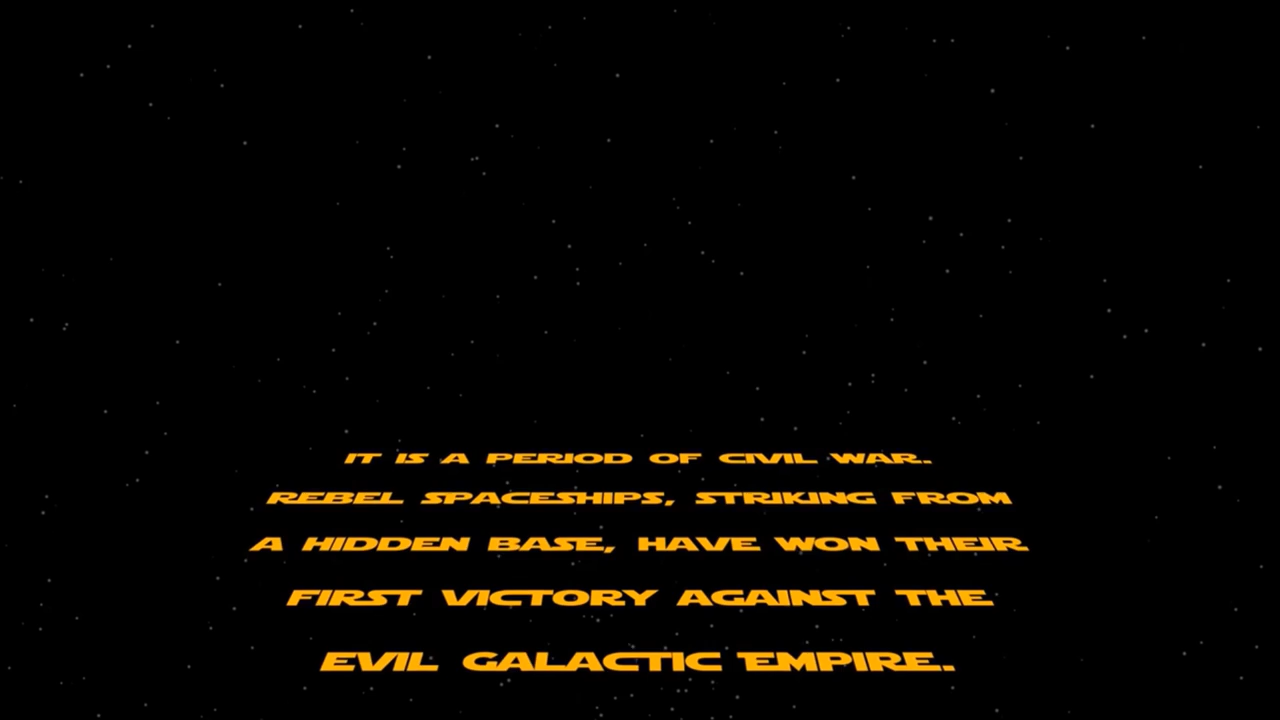 IT IS A PERIOD OF CIVIL WAR.
REBEL SPACESHIPS, STRIKING FROM
A HIDDEN BASE, HAVE WON THEIR
FIRST VICTORY AGAINST THE
EVIL GALACTIC EMPIRE.